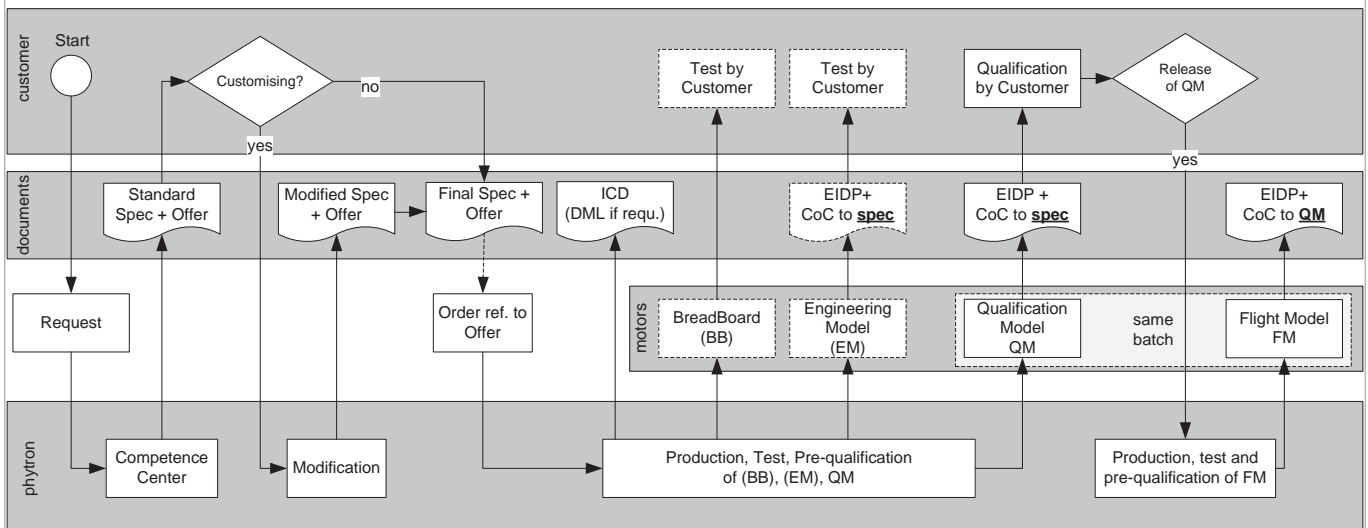 customer
Start
Customising?
no
yes
Test by
Customer
Test by
Customer
Qualification
by Customer
Release
of QM
yes
documents
Standard
Spec + Offer
Modified Spec
+ Offer
Final Spec +
Offer
ICD
(DML if requ.)
EIDP+
CoC to spec
EIDP +
CoC to spec
EIDP+
CoC to QM
Request
Order ref. to
Offer
motors
BreadBoard
(BB)
Engineering
Model
(EM)
Qualification
Model
QM
same
batch
Flight Model
FM
phytron
Competence
Center
Modification
Production, Test, Pre-qualification
of (BB), (EM), QM
Production, test and
pre-qualification of FM